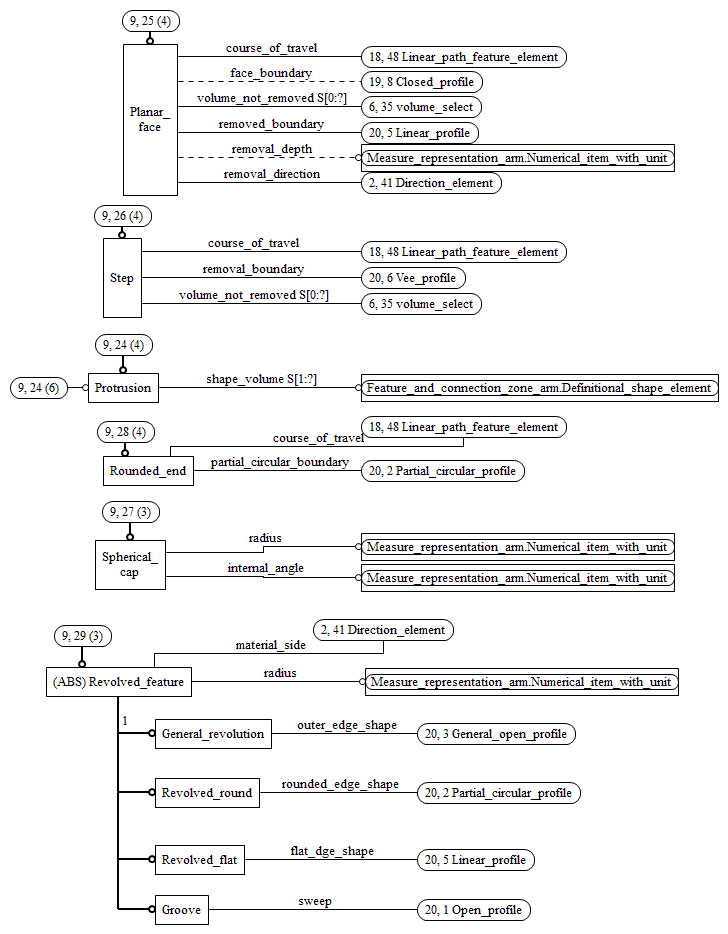 9, 25 (4)
Planar_
face
course_of_travel
18, 48 Linear_path_feature_element
face_boundary
19, 8 Closed_profile
volume_not_removed S[0:?]
6, 35 volume_select
removed_boundary
20, 5 Linear_profile
removal_depth
Measure_representation_arm.Numerical_item_with_unit
removal_direction
2, 41 Direction_element
9, 26 (4)
Step
course_of_travel
18, 48 Linear_path_feature_element
removal_boundary
20, 6 Vee_profile
volume_not_removed S[0:?]
6, 35 volume_select
9, 24 (4)
9, 24 (6)
Protrusion
shape_volume S[1:?]
Feature_and_connection_zone_arm.Definitional_shape_element
9, 28 (4)
Rounded_end
course_of_travel
18, 48 Linear_path_feature_element
partial_circular_boundary
20, 2 Partial_circular_profile
9, 27 (3)
Spherical_
cap
radius
Measure_representation_arm.Numerical_item_with_unit
internal_angle
Measure_representation_arm.Numerical_item_with_unit
9, 29 (3)
(ABS) Revolved_feature
material_side
2, 41 Direction_element
radius
Measure_representation_arm.Numerical_item_with_unit
1
General_revolution
outer_edge_shape
20, 3 General_open_profile
Revolved_round
rounded_edge_shape
20, 2 Partial_circular_profile
Revolved_flat
flat_dge_shape
20, 5 Linear_profile
Groove
sweep
20, 1 Open_profile